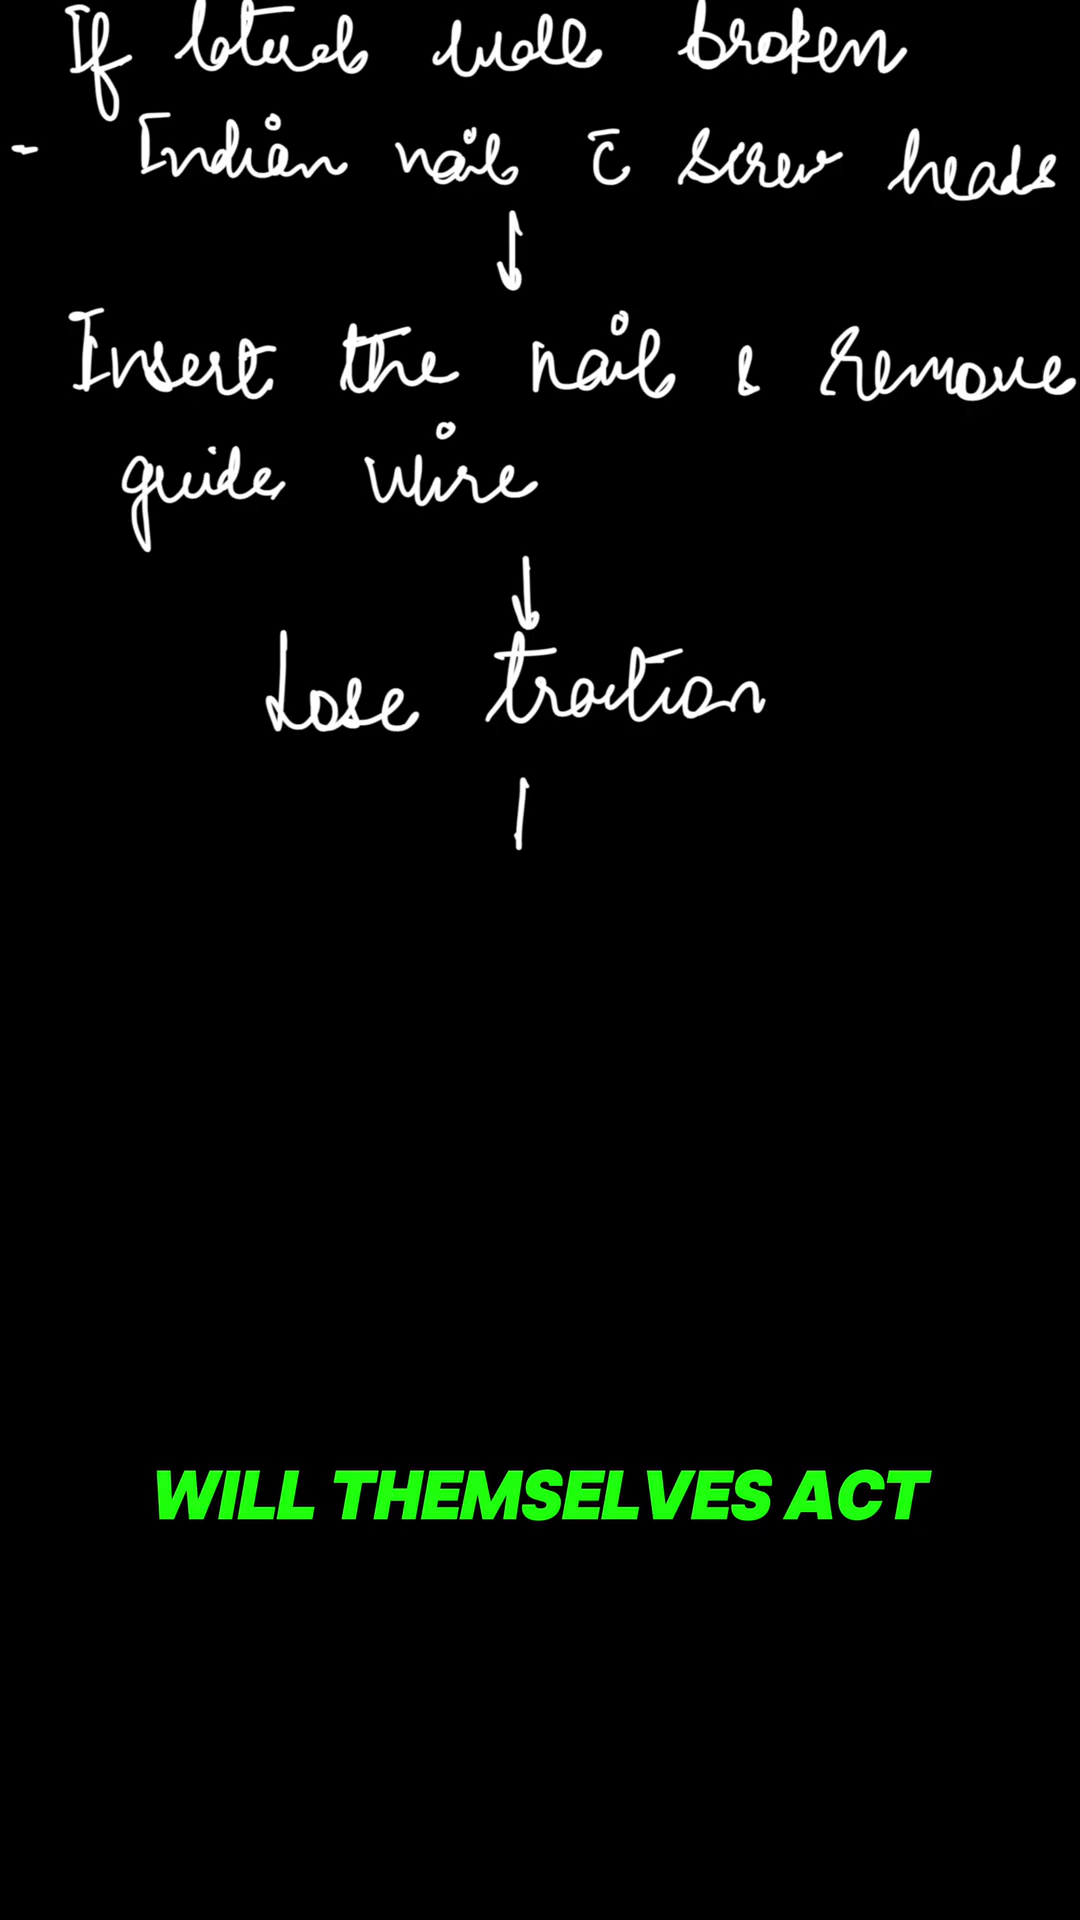 If lateral wall broken
- Indian nail c̄ screw heads
Insert the nail & remove
guide wire
Lose traction
WILL THEMSELVES ACT